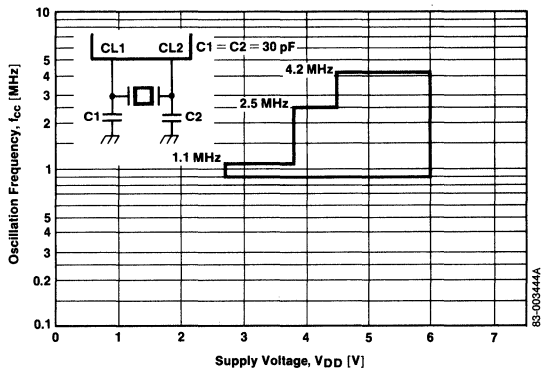 Oscillation Frequency, fcc [MHz]
10
5
4
3
2
1
5
4
3
0.2
0.1
CL1 CL2 C1 = C2 = 30 pF
C1 C2
4.2 MHz
2.5 MHz
1.1 MHz
0 1 2 3 4 5 6 7
Supply Voltage, VDD [V]
83-003444A